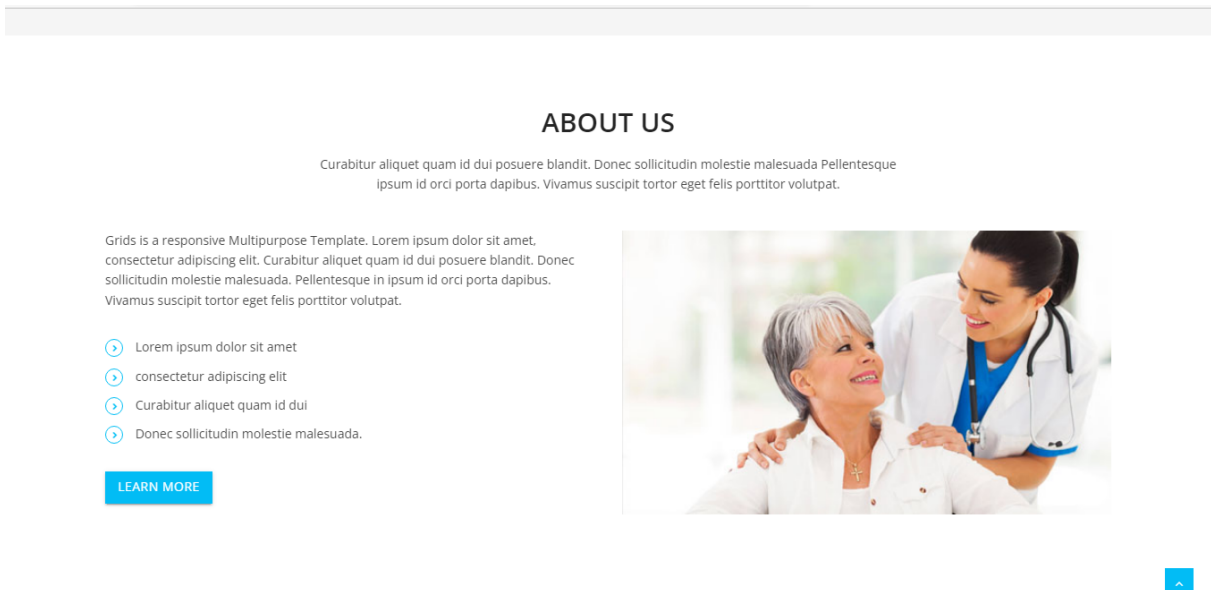 ABOUT US
Curabitur aliquet quam id dui posuere blandit. Donec sollicitudin molestie malesuada Pellentesque
ipsum id orci porta dapibus. Vivamus suscipit tortor eget felis porttitor volutpat.
Grids is a responsive Multipurpose Template. Lorem ipsum dolor sit amet,
consectetur adipiscing elit. Curabitur aliquet quam id dui posuere blandit. Donec
sollicitudin molestie malesuada. Pellentesque in ipsum id orci porta dapibus.
Vivamus suscipit tortor eget felis porttitor volutpat.
Lorem ipsum dolor sit amet
consectetur adipiscing elit
Curabitur aliquet quam id dui
Donec sollicitudin molestie malesuada.
LEARN MORE